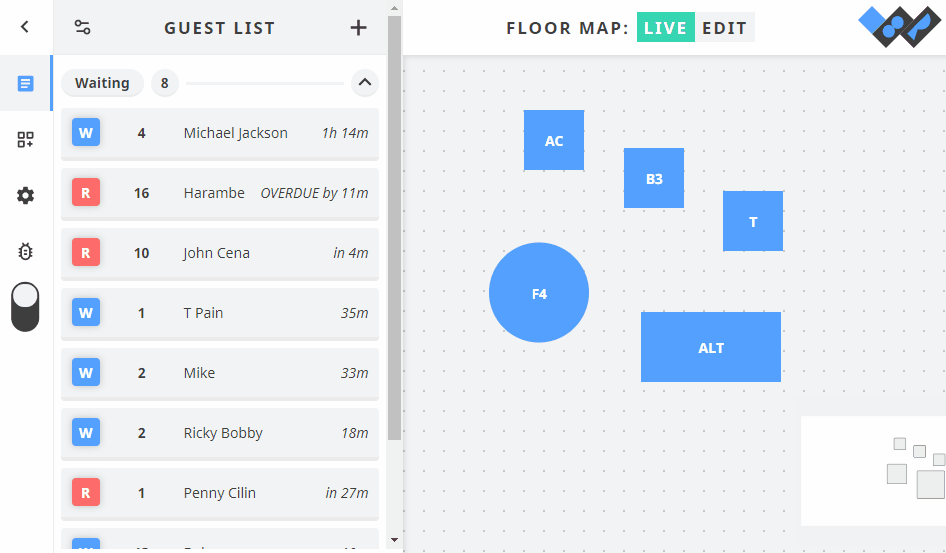 GUEST LIST
FLOOR MAP: LIVE EDIT
Waiting 8
W 4 Michael Jackson 1h 14m
R 16 Harambe OVERDUE by 11m
R 10 John Cena in 4m
W 1 T Pain 35m
W 2 Mike 33m
W 2 Ricky Bobby 18m
R 1 Penny Cilin in 27m
AC
B3
T
F4
ALT